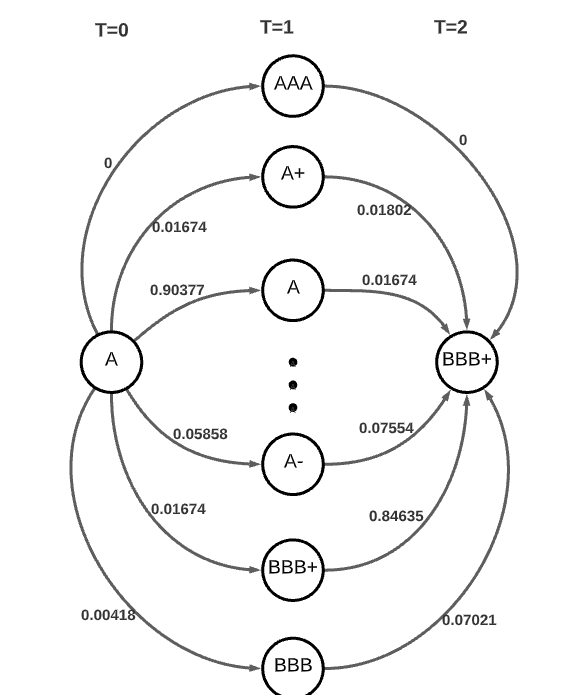 T=0 T=1 T=2
AAA
0 0
A+
0.01674 0.01802
0.90377 A 0.01674
A BBB+
0.05858 0.07554
A-
0.01674 0.84635
BBB+
0.00418 0.07021
BBB